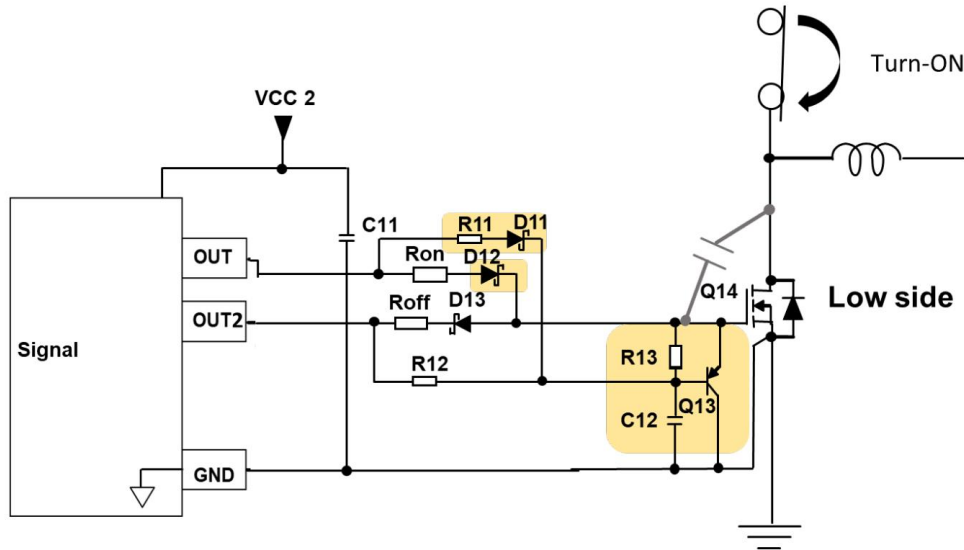 Turn-ON
VCC 2
C11
R11
D11
OUT
Ron
D12
Q14
Low side
Roff
D13
OUT2
Signal
R12
R13
Q13
C12
GND